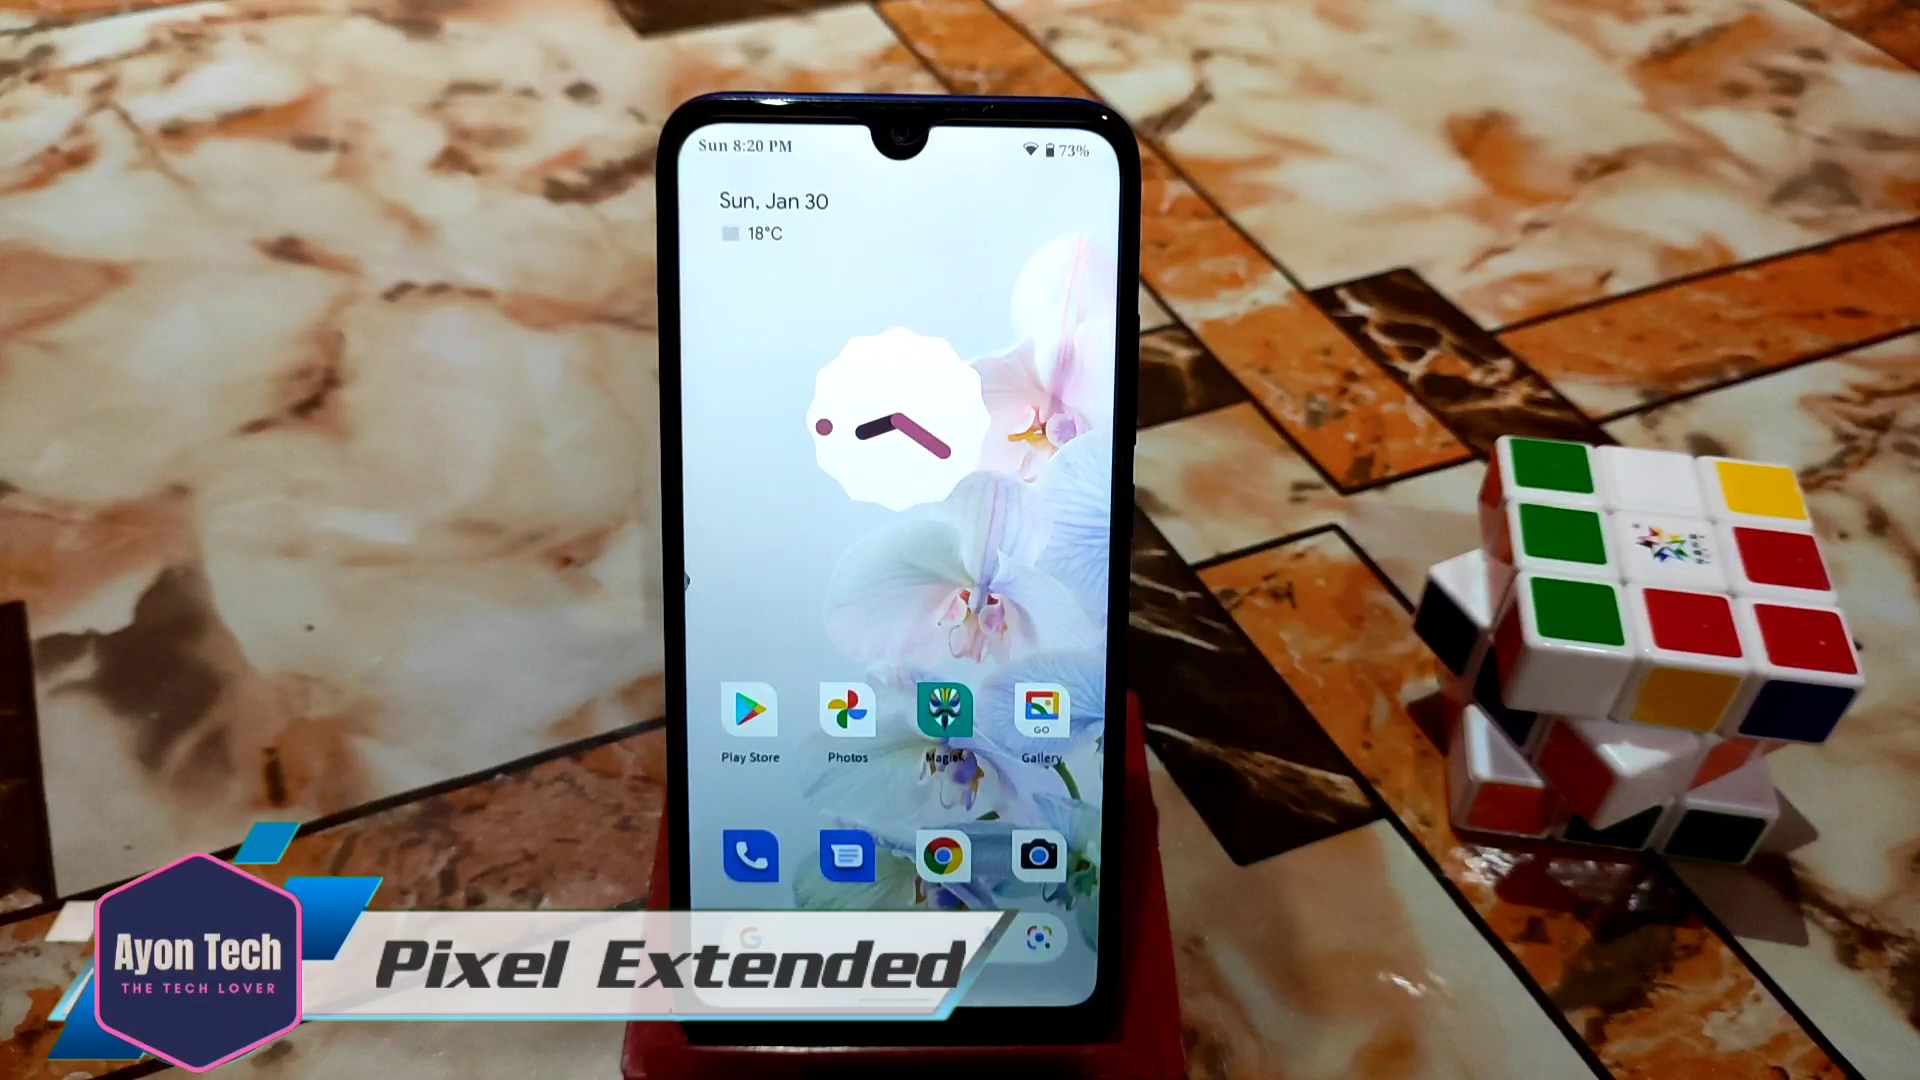 Sun 8:20 PM
73%
Sun, Jan 30
18°C
Play Store
Photos
Magisk
Gallery
GO
Ayon Tech
THE TECH LOVER
Pixel Extended